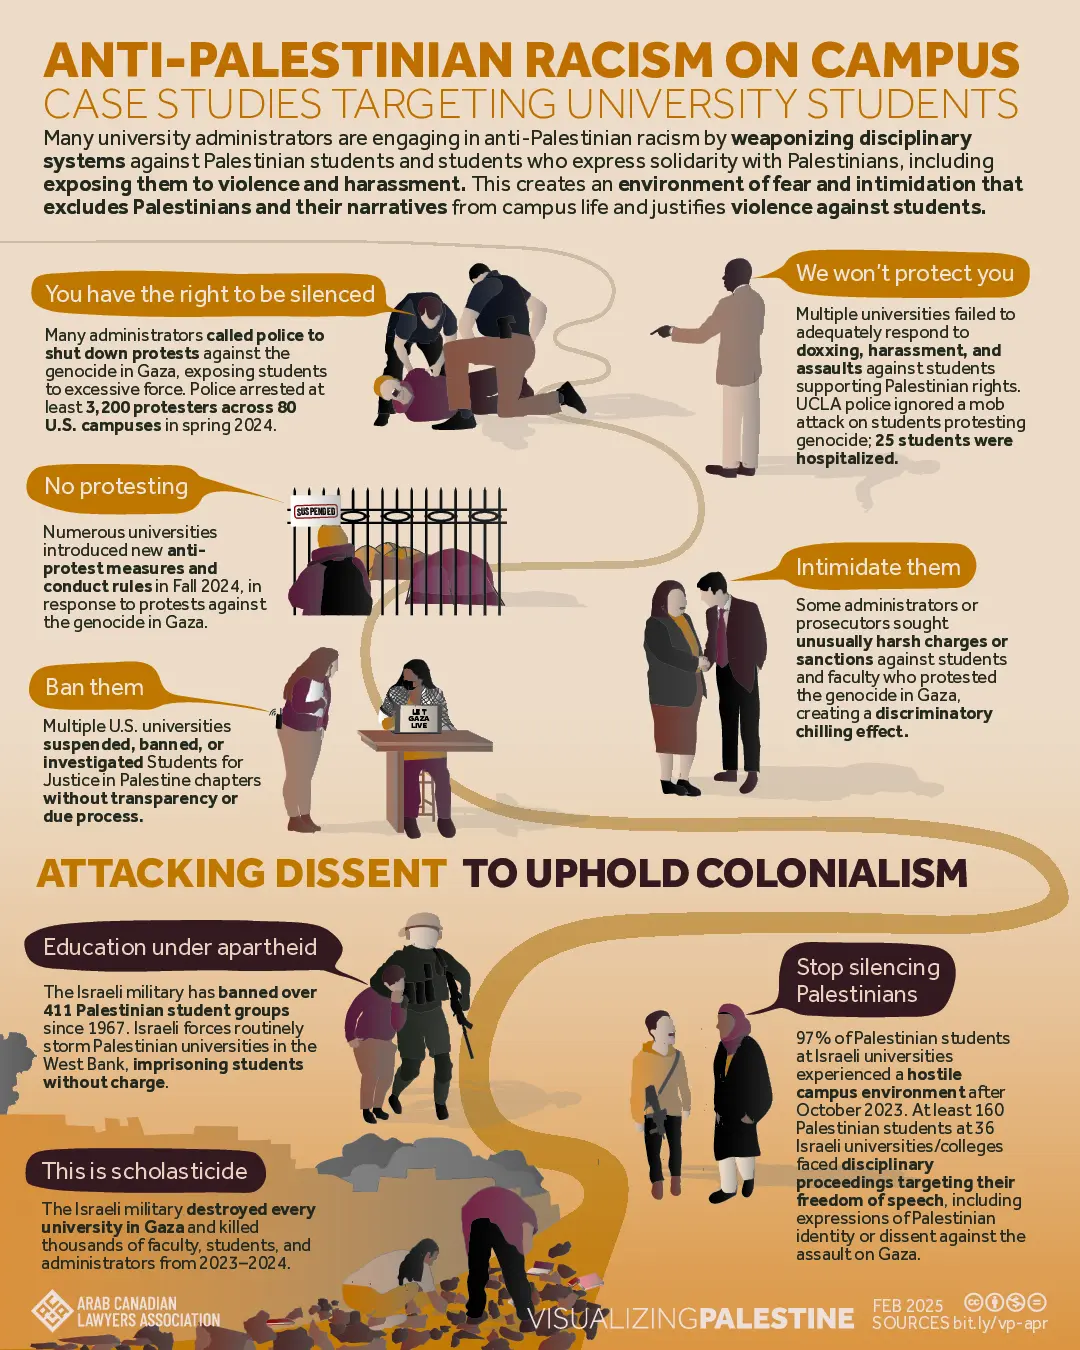 ANTI-PALESTINIAN RACISM ON CAMPUS
CASE STUDIES TARGETING UNIVERSITY STUDENTS
Many university administrators are engaging in anti-Palestinian racism by weaponizing disciplinary
systems against Palestinian students and students who express solidarity with Palestinians, including
exposing them to violence and harassment. This creates an environment of fear and intimidation that
excludes Palestinians and their narratives from campus life and justifies violence against students.
You have the right to be silenced
Many administrators called police to
shut down protests against the
genocide in Gaza, exposing students
to excessive force. Police arrested at
least 3,200 protesters across 80
U.S. campuses in spring 2024.
We won't protect you
Multiple universities failed to
adequately respond to
doxxing, harassment, and
assaults against students
supporting Palestinian rights.
UCLA police ignored a mob
attack on students protesting
genocide; 25 students were
hospitalized.
No protesting
SUSPENDED
Numerous universities
introduced new anti-
protest measures and
conduct rules in Fall 2024, in
response to protests against
the genocide in Gaza.
Intimidate them
Some administrators or
prosecutors sought
unusually harsh charges or
sanctions against students
and faculty who protested
the genocide in Gaza,
creating a discriminatory
chilling effect.
Ban them
Multiple U.S. universities
suspended, banned, or
investigated Students for
Justice in Palestine chapters
without transparency or
due process.
LET
GAZA
LIVE
ATTACKING DISSENT TO UPHOLD COLONIALISM
Education under apartheid
The Israeli military has banned over
411 Palestinian student groups
since 1967. Israeli forces routinely
storm Palestinian universities in the
West Bank, imprisoning students
without charge.
Stop silencing
Palestinians
97% of Palestinian students
at Israeli universities
experienced a hostile
campus environment after
October 2023. At least 160
Palestinian students at 36
Israeli universities/colleges
faced disciplinary
proceedings targeting their
freedom of speech, including
expressions of Palestinian
identity or dissent against the
assault on Gaza.
This is scholasticide
The Israeli military destroyed every
university in Gaza and killed
thousands of faculty, students, and
administrators from 2023–2024.
ARAB CANADIAN
LAWYERS ASSOCIATION
VISUALIZINGPALESTINE
FEB 2025
SOURCES bit.ly/vp-apr